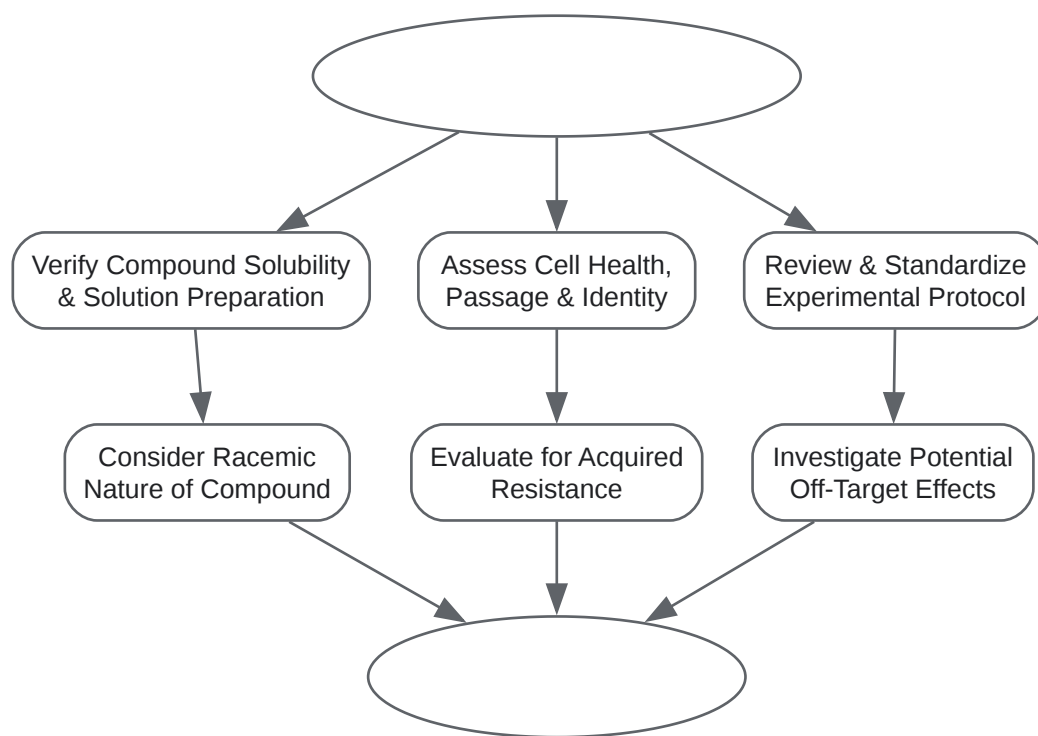 Verify Compound Solubility
& Solution Preparation
Assess Cell Health,
Passage & Identity
Review & Standardize
Experimental Protocol
Consider Racemic
Nature of Compound
Evaluate for Acquired
Resistance
Investigate Potential
Off-Target Effects